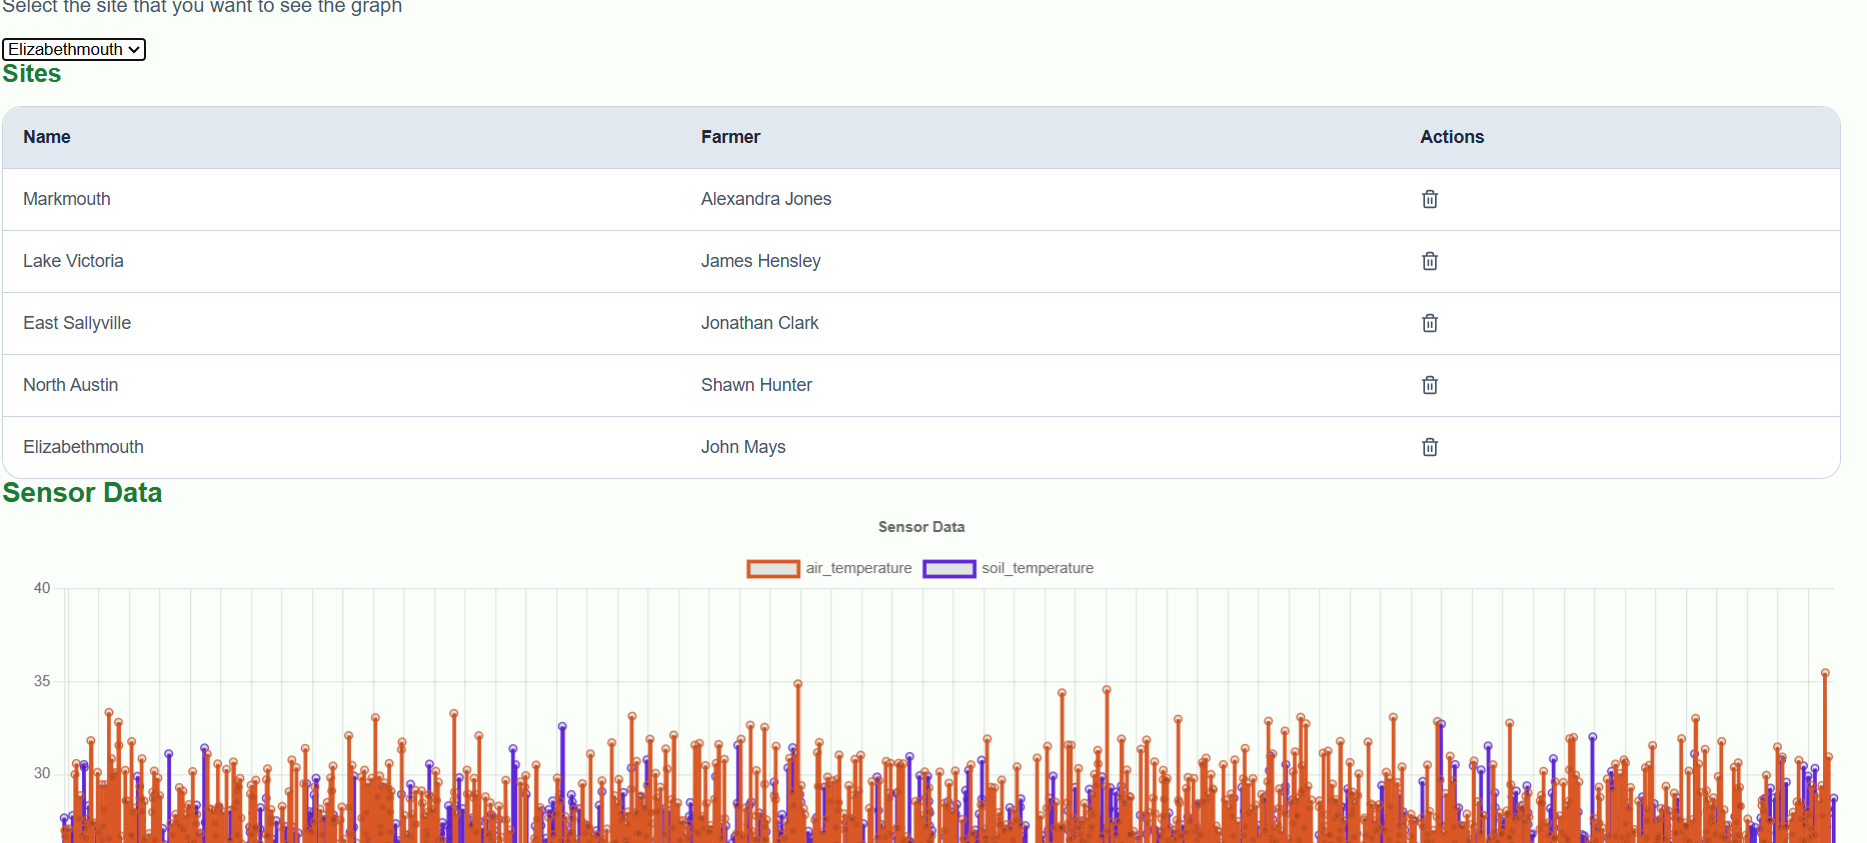 Select the site that you want to see the graph
Elizabethmouth
Sites
Name Farmer Actions
Markmouth Alexandra Jones
Lake Victoria James Hensley
East Sallyville Jonathan Clark
North Austin Shawn Hunter
Elizabethmouth John Mays
Sensor Data
Sensor Data
air_temperature soil_temperature
40
35
30